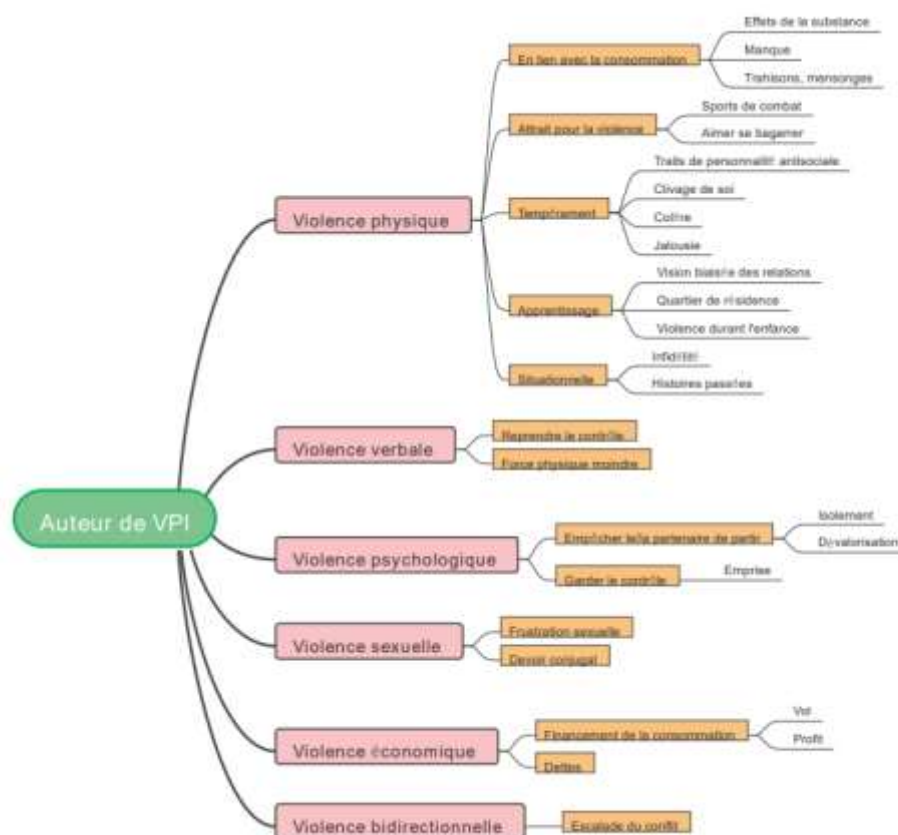 Auteur de VPI
Violence physique
En lien avec la consommation
Effets de la substance
Manque
Trahisons, mensonges
Attrait pour la violence
Sports de combat
Aimer se bagarrer
Tempérament
Traits de personnalité antisociale
Clivage de soi
Colère
Jalousie
Apprentissage
Vision biaisée des relations
Quartier de résidence
Violence durant l'enfance
Situationnelle
Infidélité
Histoires passées
Violence verbale
Reprendre le contrôle
Force physique moindre
Violence psychologique
Empêcher le/la partenaire de partir
Isolement
Dévalorisation
Garder le contrôle
Emprise
Violence sexuelle
Frustration sexuelle
Devoir conjugal
Violence économique
Financement de la consommation
Vol
Profit
Dettes
Violence bidirectionnelle
Escalade du conflit